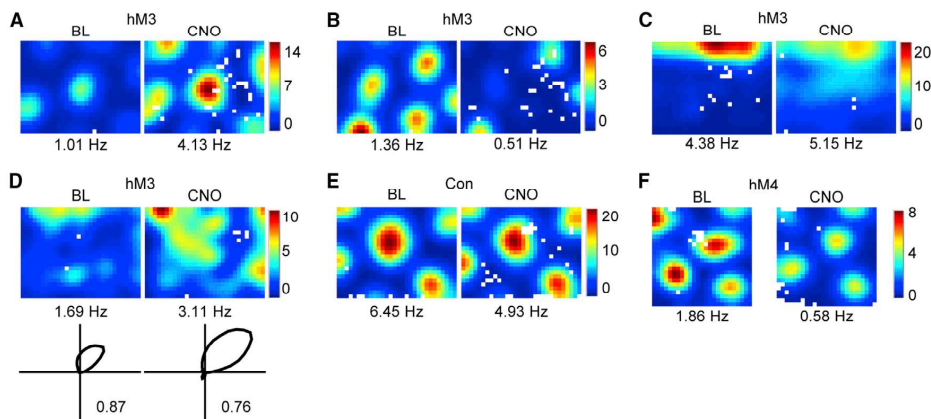 A
hM3
BL CNO
14
7
0
1.01 Hz 4.13 Hz
B
hM3
BL CNO
6
3
0
1.36 Hz 0.51 Hz
C
hM3
BL CNO
20
10
0
4.38 Hz 5.15 Hz
D
hM3
BL CNO
10
5
0
1.69 Hz 3.11 Hz
0.87 0.76
E
Con
BL CNO
20
10
0
6.45 Hz 4.93 Hz
F
hM4
BL CNO
8
4
0
1.86 Hz 0.58 Hz